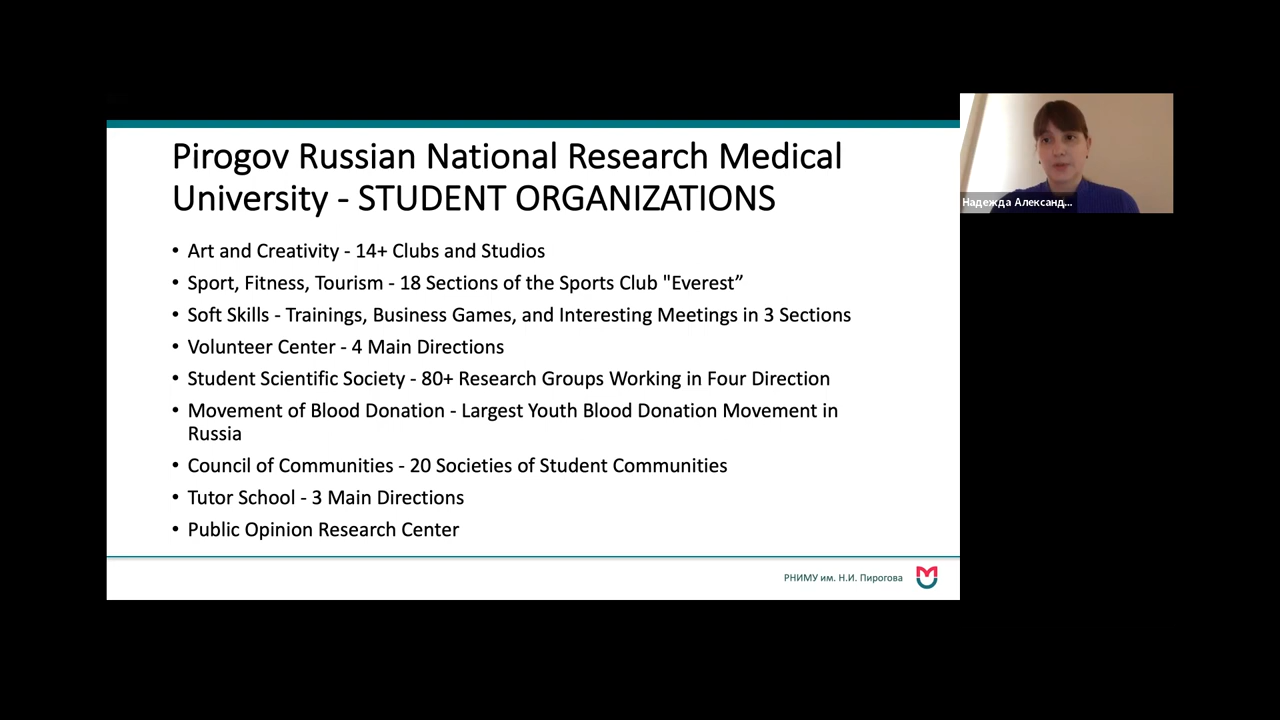 Pirogov Russian National Research Medical
University - STUDENT ORGANIZATIONS
• Art and Creativity - 14+ Clubs and Studios
• Sport, Fitness, Tourism - 18 Sections of the Sports Club "Everest”
• Soft Skills - Trainings, Business Games, and Interesting Meetings in 3 Sections
• Volunteer Center - 4 Main Directions
• Student Scientific Society - 80+ Research Groups Working in Four Direction
• Movement of Blood Donation - Largest Youth Blood Donation Movement in
Russia
• Council of Communities - 20 Societies of Student Communities
• Tutor School - 3 Main Directions
• Public Opinion Research Center
РНИМУ им. Н.И. Пирогова
Надежда Александ...